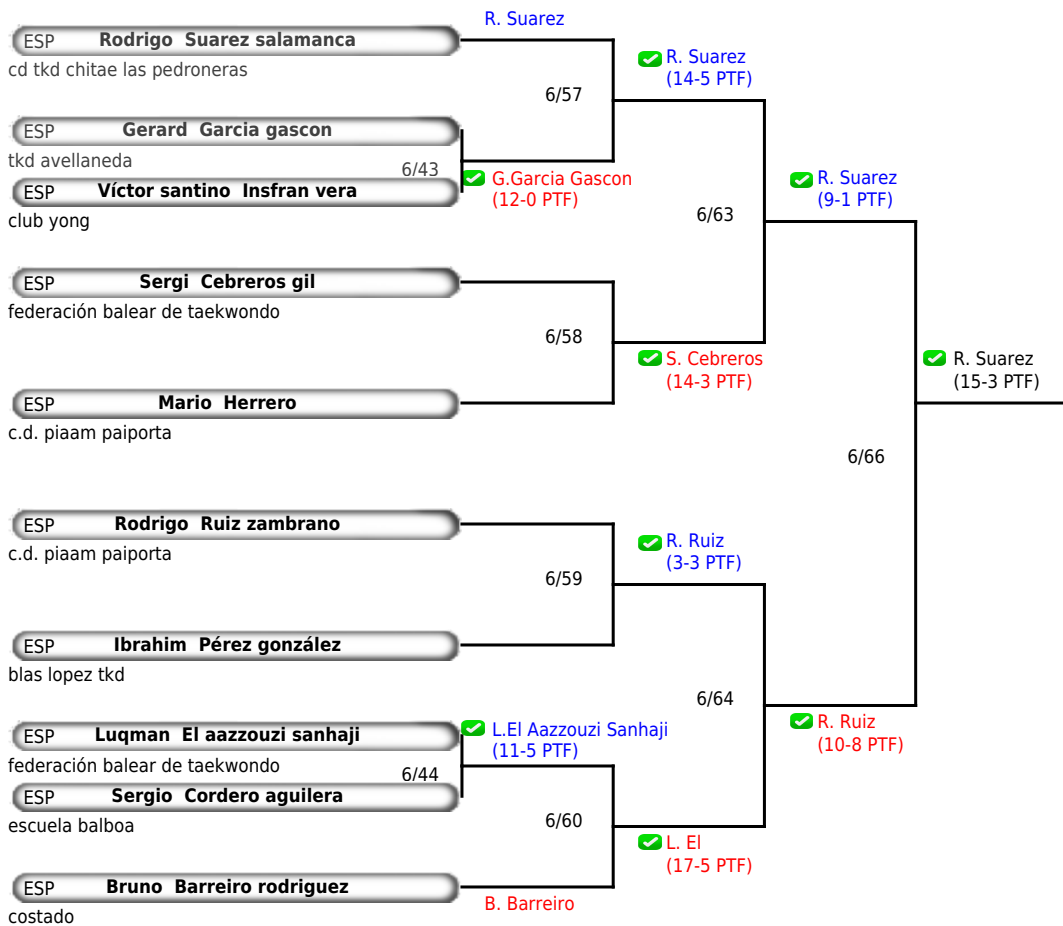 R. Suarez
ESP Rodrigo Suarez salamanca
cd tkd chitae las pedroneras
R. Suarez
(14-5 PTF)
6/57
ESP Gerard Garcia gascon
tkd avellaneda
6/43
G.Garcia Gascon
(12-0 PTF)
ESP Víctor santino Insfran vera
club yong
R. Suarez
(9-1 PTF)
6/63
ESP Sergi Cebreros gil
federación balear de taekwondo
6/58
S. Cebreros
(14-3 PTF)
R. Suarez
(15-3 PTF)
ESP Mario Herrero
c.d. piaam paiporta
6/66
ESP Rodrigo Ruiz zambrano
c.d. piaam paiporta
R. Ruiz
(3-3 PTF)
6/59
ESP Ibrahim Pérez gonzález
blas lopez tkd
6/64
R. Ruiz
(10-8 PTF)
L.El Aazzouzi Sanhaji
(11-5 PTF)
ESP Luqman El aazzouzi sanhaji
federación balear de taekwondo
6/44
ESP Sergio Cordero aguilera
escuela balboa
6/60
L. El
(17-5 PTF)
ESP Bruno Barreiro rodriguez
B. Barreiro
costado